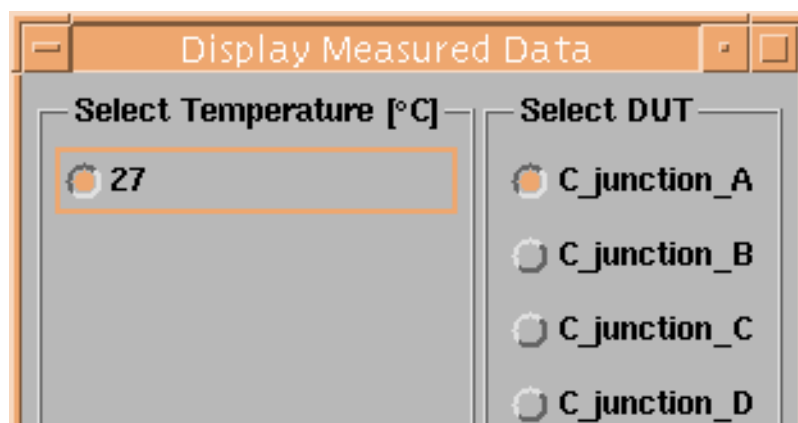 Display Measured Data
Select Temperature [°C]
27
Select DUT
C_junction_A
C_junction_B
C_junction_C
C_junction_D